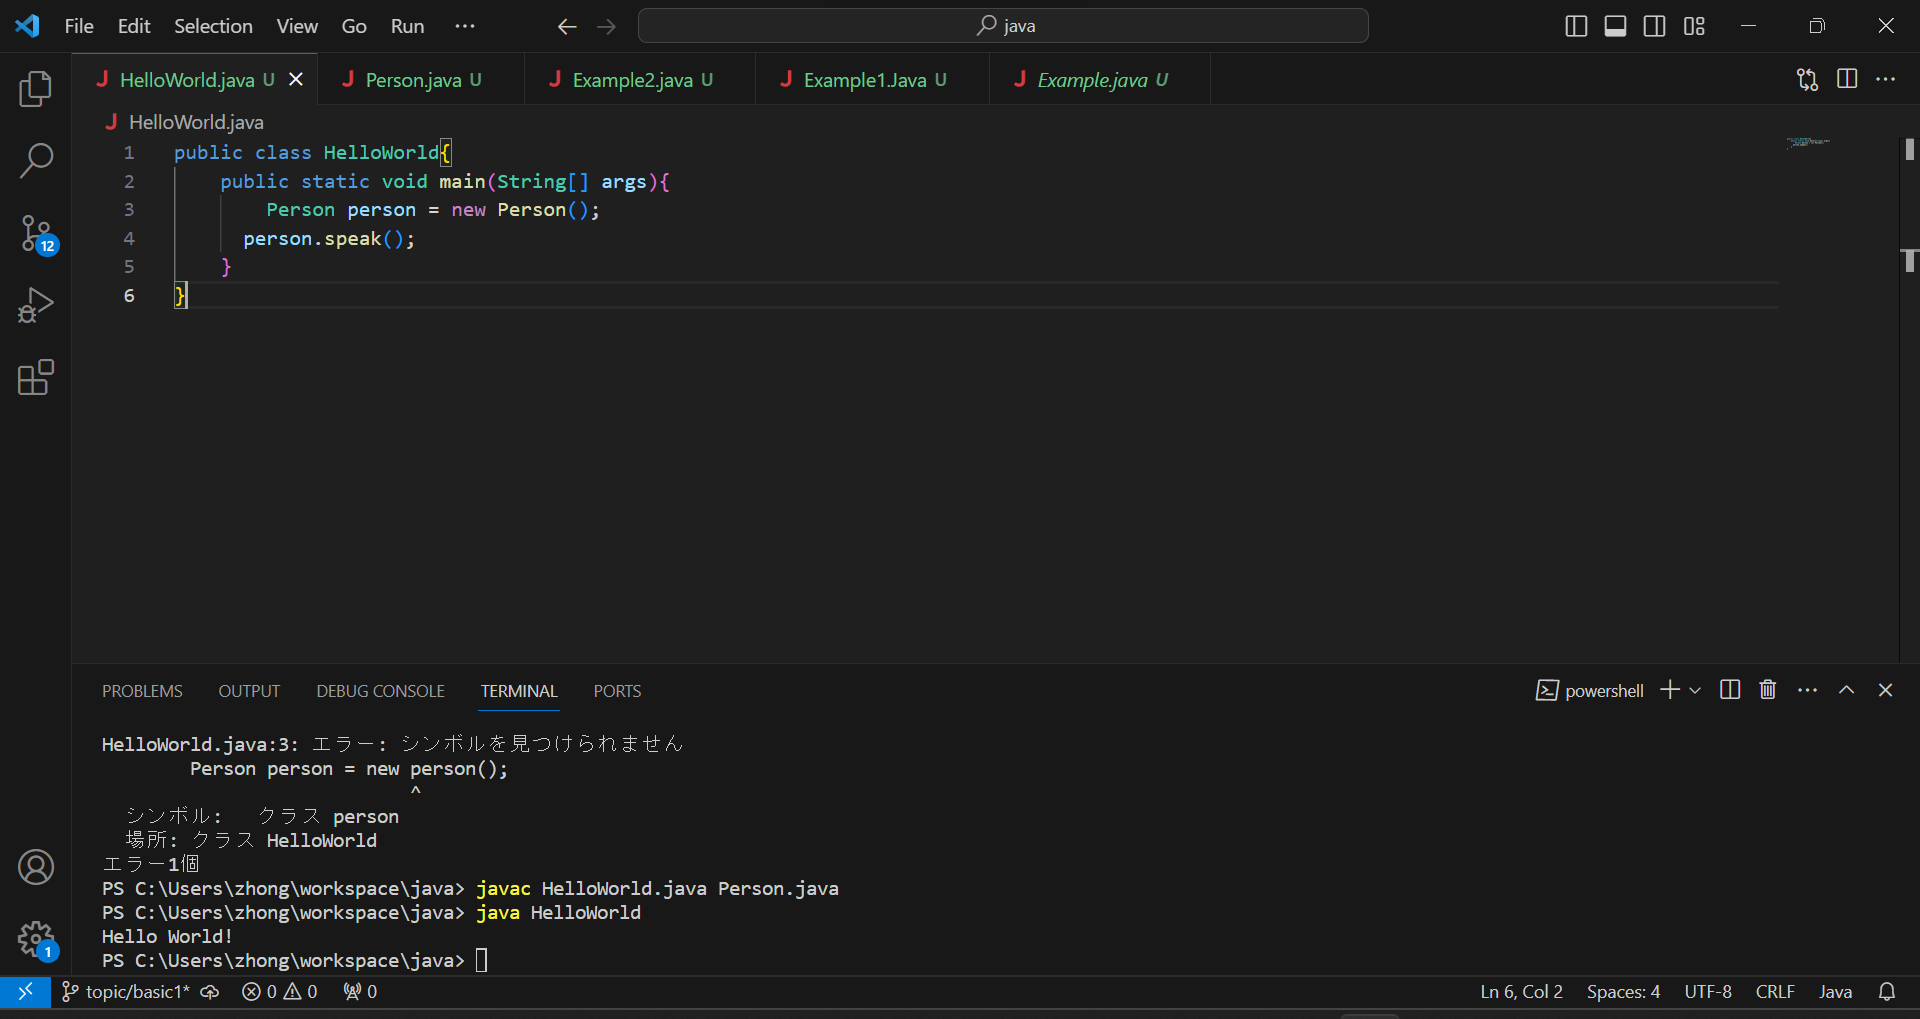 File Edit Selection View Go Run ···
java
HelloWorld.java U
Person.java U
Example2.java U
Example1.Java U
Example.java U
HelloWorld.java
1 public class HelloWorld{
2     public static void main(String[] args){
3         Person person = new Person();
4       person.speak();
5     }
6 }
12
1
PROBLEMS OUTPUT DEBUG CONSOLE TERMINAL PORTS
powershell
HelloWorld.java:3: エラー: シンボルを見つけられません
        Person person = new person();
                            ^
  シンボル:   クラス person
  場所: クラス HelloWorld
エラー1個
PS C:\Users\zhong\workspace\java> javac HelloWorld.java Person.java
PS C:\Users\zhong\workspace\java> java HelloWorld
Hello World!
PS C:\Users\zhong\workspace\java>
topic/basic1* 0 0 0
Ln 6, Col 2 Spaces: 4 UTF-8 CRLF Java